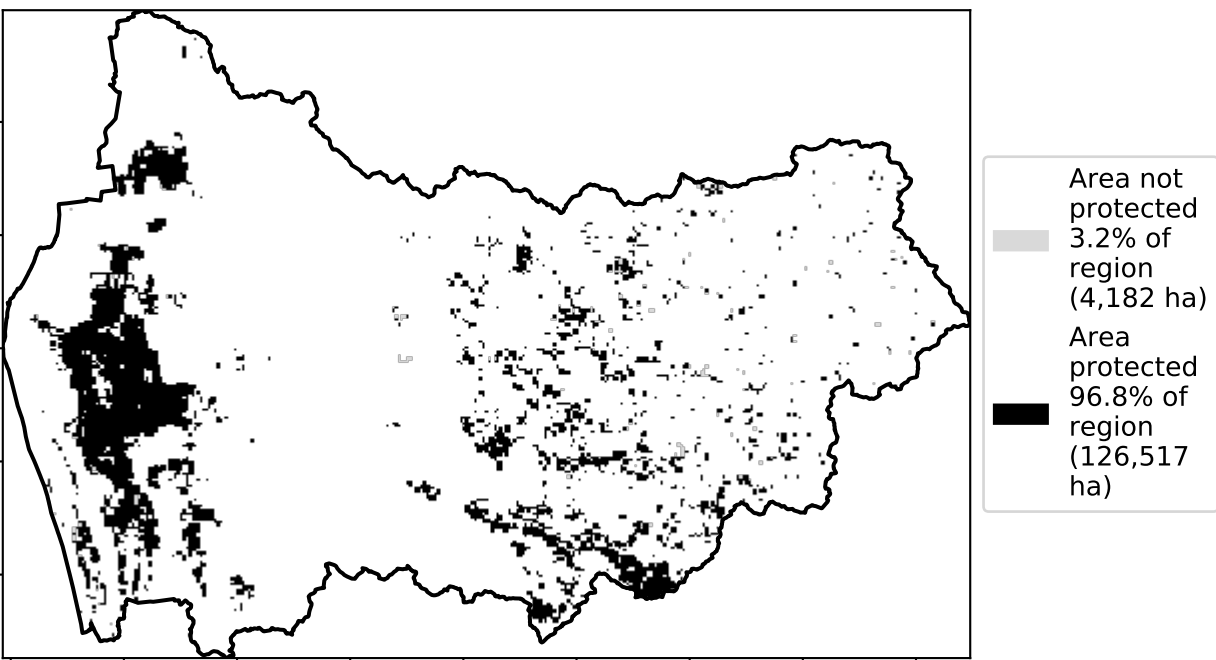 Area not
protected
3.2% of
region
(4,182 ha)
Area
protected
96.8% of
region
(126,517
ha)